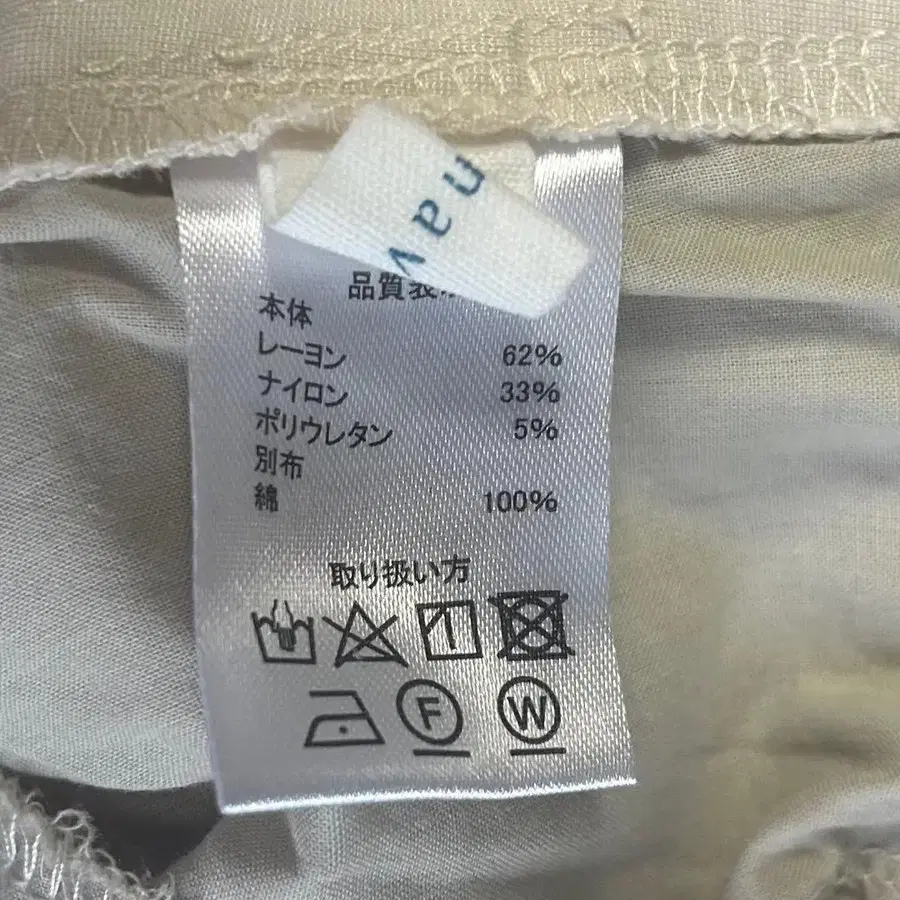 nav
品質表
本体
レーヨン 62%
ナイロン 33%
ポリウレタン 5%
別布
綿 100%
取り扱い方
F W